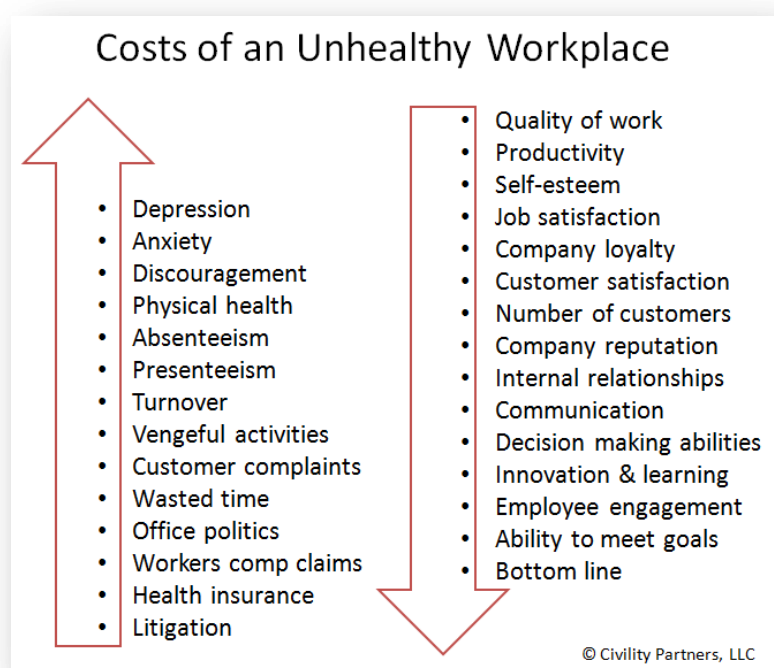 Costs of an Unhealthy Workplace
• Depression
• Anxiety
• Discouragement
• Physical health
• Absenteeism
• Presenteeism
• Turnover
• Vengeful activities
• Customer complaints
• Wasted time
• Office politics
• Workers comp claims
• Health insurance
• Litigation
• Quality of work
• Productivity
• Self-esteem
• Job satisfaction
• Company loyalty
• Customer satisfaction
• Number of customers
• Company reputation
• Internal relationships
• Communication
• Decision making abilities
• Innovation & learning
• Employee engagement
• Ability to meet goals
• Bottom line
© Civility Partners, LLC